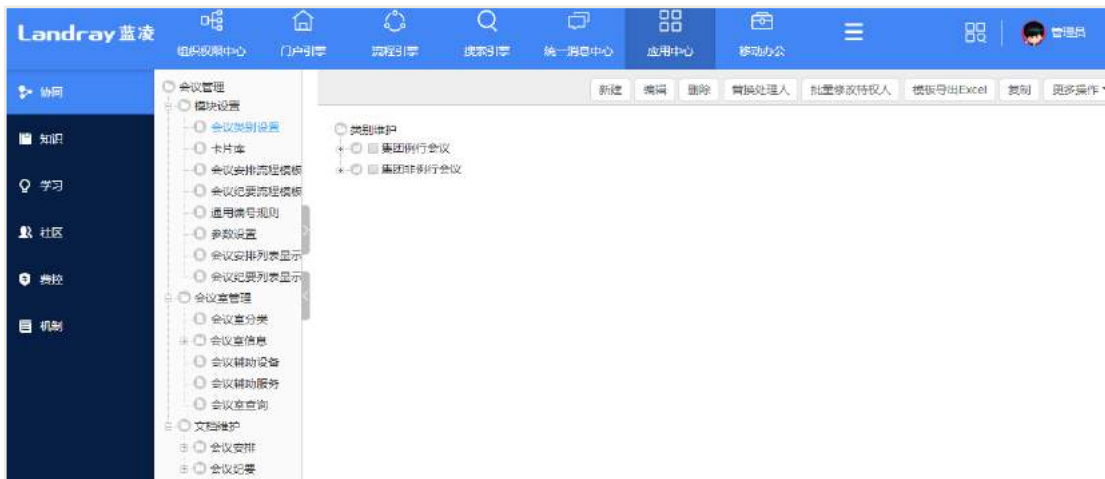 Landray蓝凌
组织权限中心
门户引擎
流程引擎
搜索引擎
统一消息中心
应用中心
移动办公
管理员
协同
知识
学习
社区
费控
机制
会议管理
模块设置
会议类别设置
卡片库
会议安排流程模板
会议纪要流程模板
通用编号规则
参数设置
会议安排列表显示
会议纪要列表显示
会议室管理
会议室分类
会议室信息
会议辅助设备
会议辅助服务
会议室查询
文档维护
会议安排
会议纪要
新建
编辑
删除
替换处理人
批量修改特权人
模板导出Excel
复制
更多操作
类别维护
集团例行会议
集团非例行会议